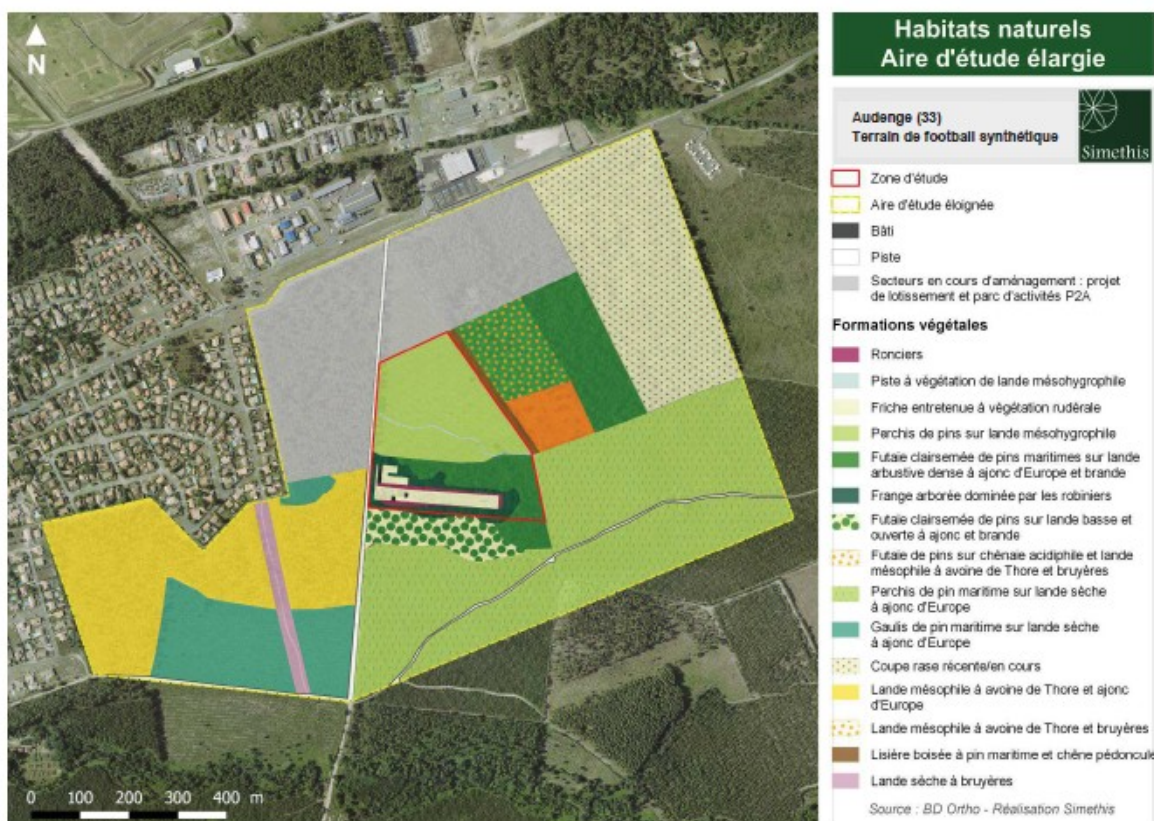 N
0 100 200 300 400 m
Habitats naturels
Aire d'étude élargie
Audenge (33)
Terrain de football synthétique
Simethis
Zone d'étude
Aire d'étude éloignée
Bâti
Piste
Secteurs en cours d'aménagement : projet
de lotissement et parc d'activités P2A
Formations végétales
Ronciers
Piste à végétation de lande mésohygrophile
Friche entretenue à végétation rudérale
Perchis de pins sur lande mésohygrophile
Futaie clairsemée de pins maritimes sur lande
arbustive dense à ajonc d'Europe et brande
Frange arborée dominée par les robiniers
Futaie clairsemée de pins sur lande basse et
ouverte à ajonc et brande
Futaie de pins sur chênaie acidiphile et lande
mésophile à avoine de Thore et bruyères
Perchis de pin maritime sur lande sèche
à ajonc d'Europe
Gaulis de pin maritime sur lande sèche
à ajonc d'Europe
Coupe rase récente/en cours
Lande mésophile à avoine de Thore et ajonc
d'Europe
Lande mésophile à avoine de Thore et bruyères
Lisière boisée à pin maritime et chêne pédoncule
Lande sèche à bruyères
Source : BD Ortho - Réalisation Simethis